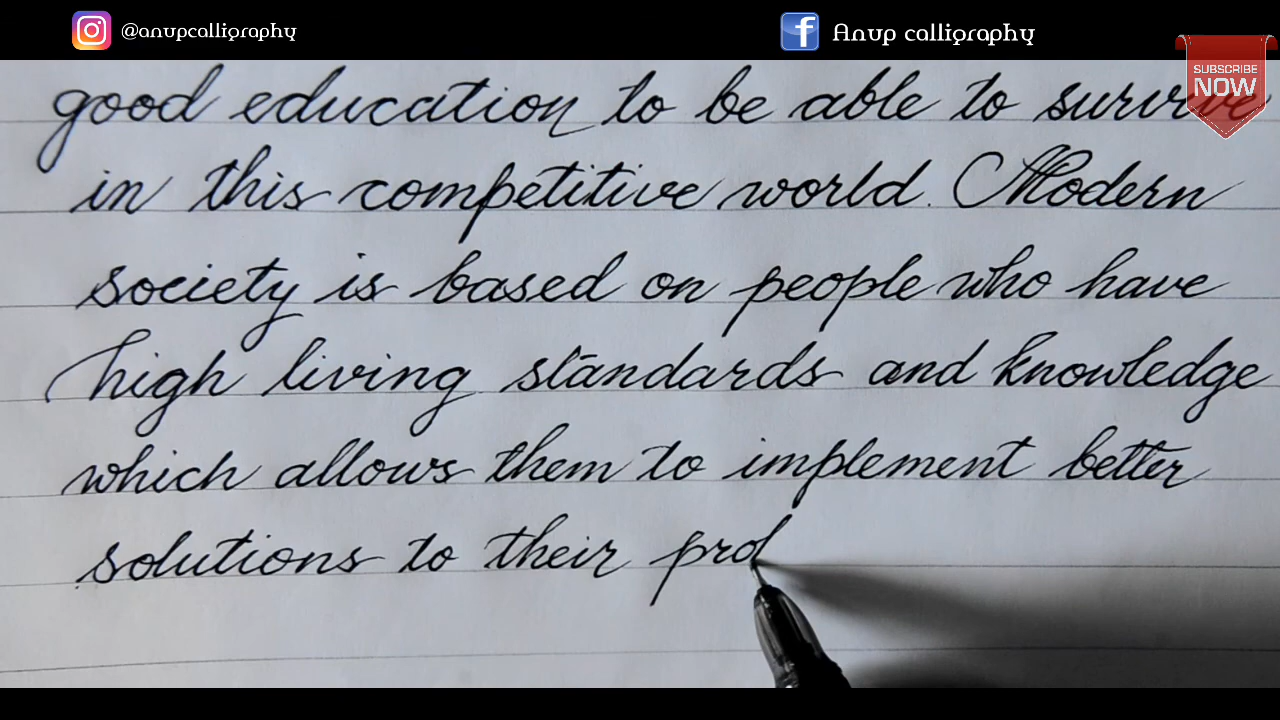 @anupcalligraphy
Anup calligraphy
SUBSCRIBE
NOW
good education to be able to survive
in this competitive world. Modern
society is based on people who have
high living standards and knowledge
which allows them to implement better
solutions to their pro